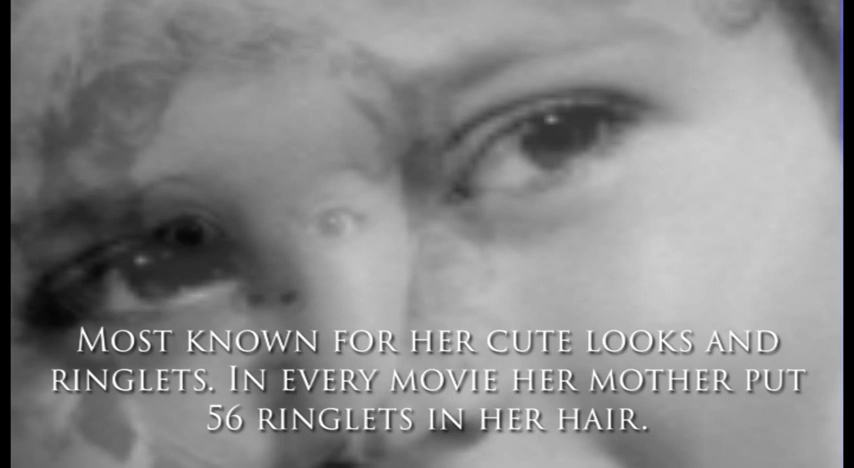 Most known for her cute looks and
ringlets. In every movie her mother put
56 ringlets in her hair.